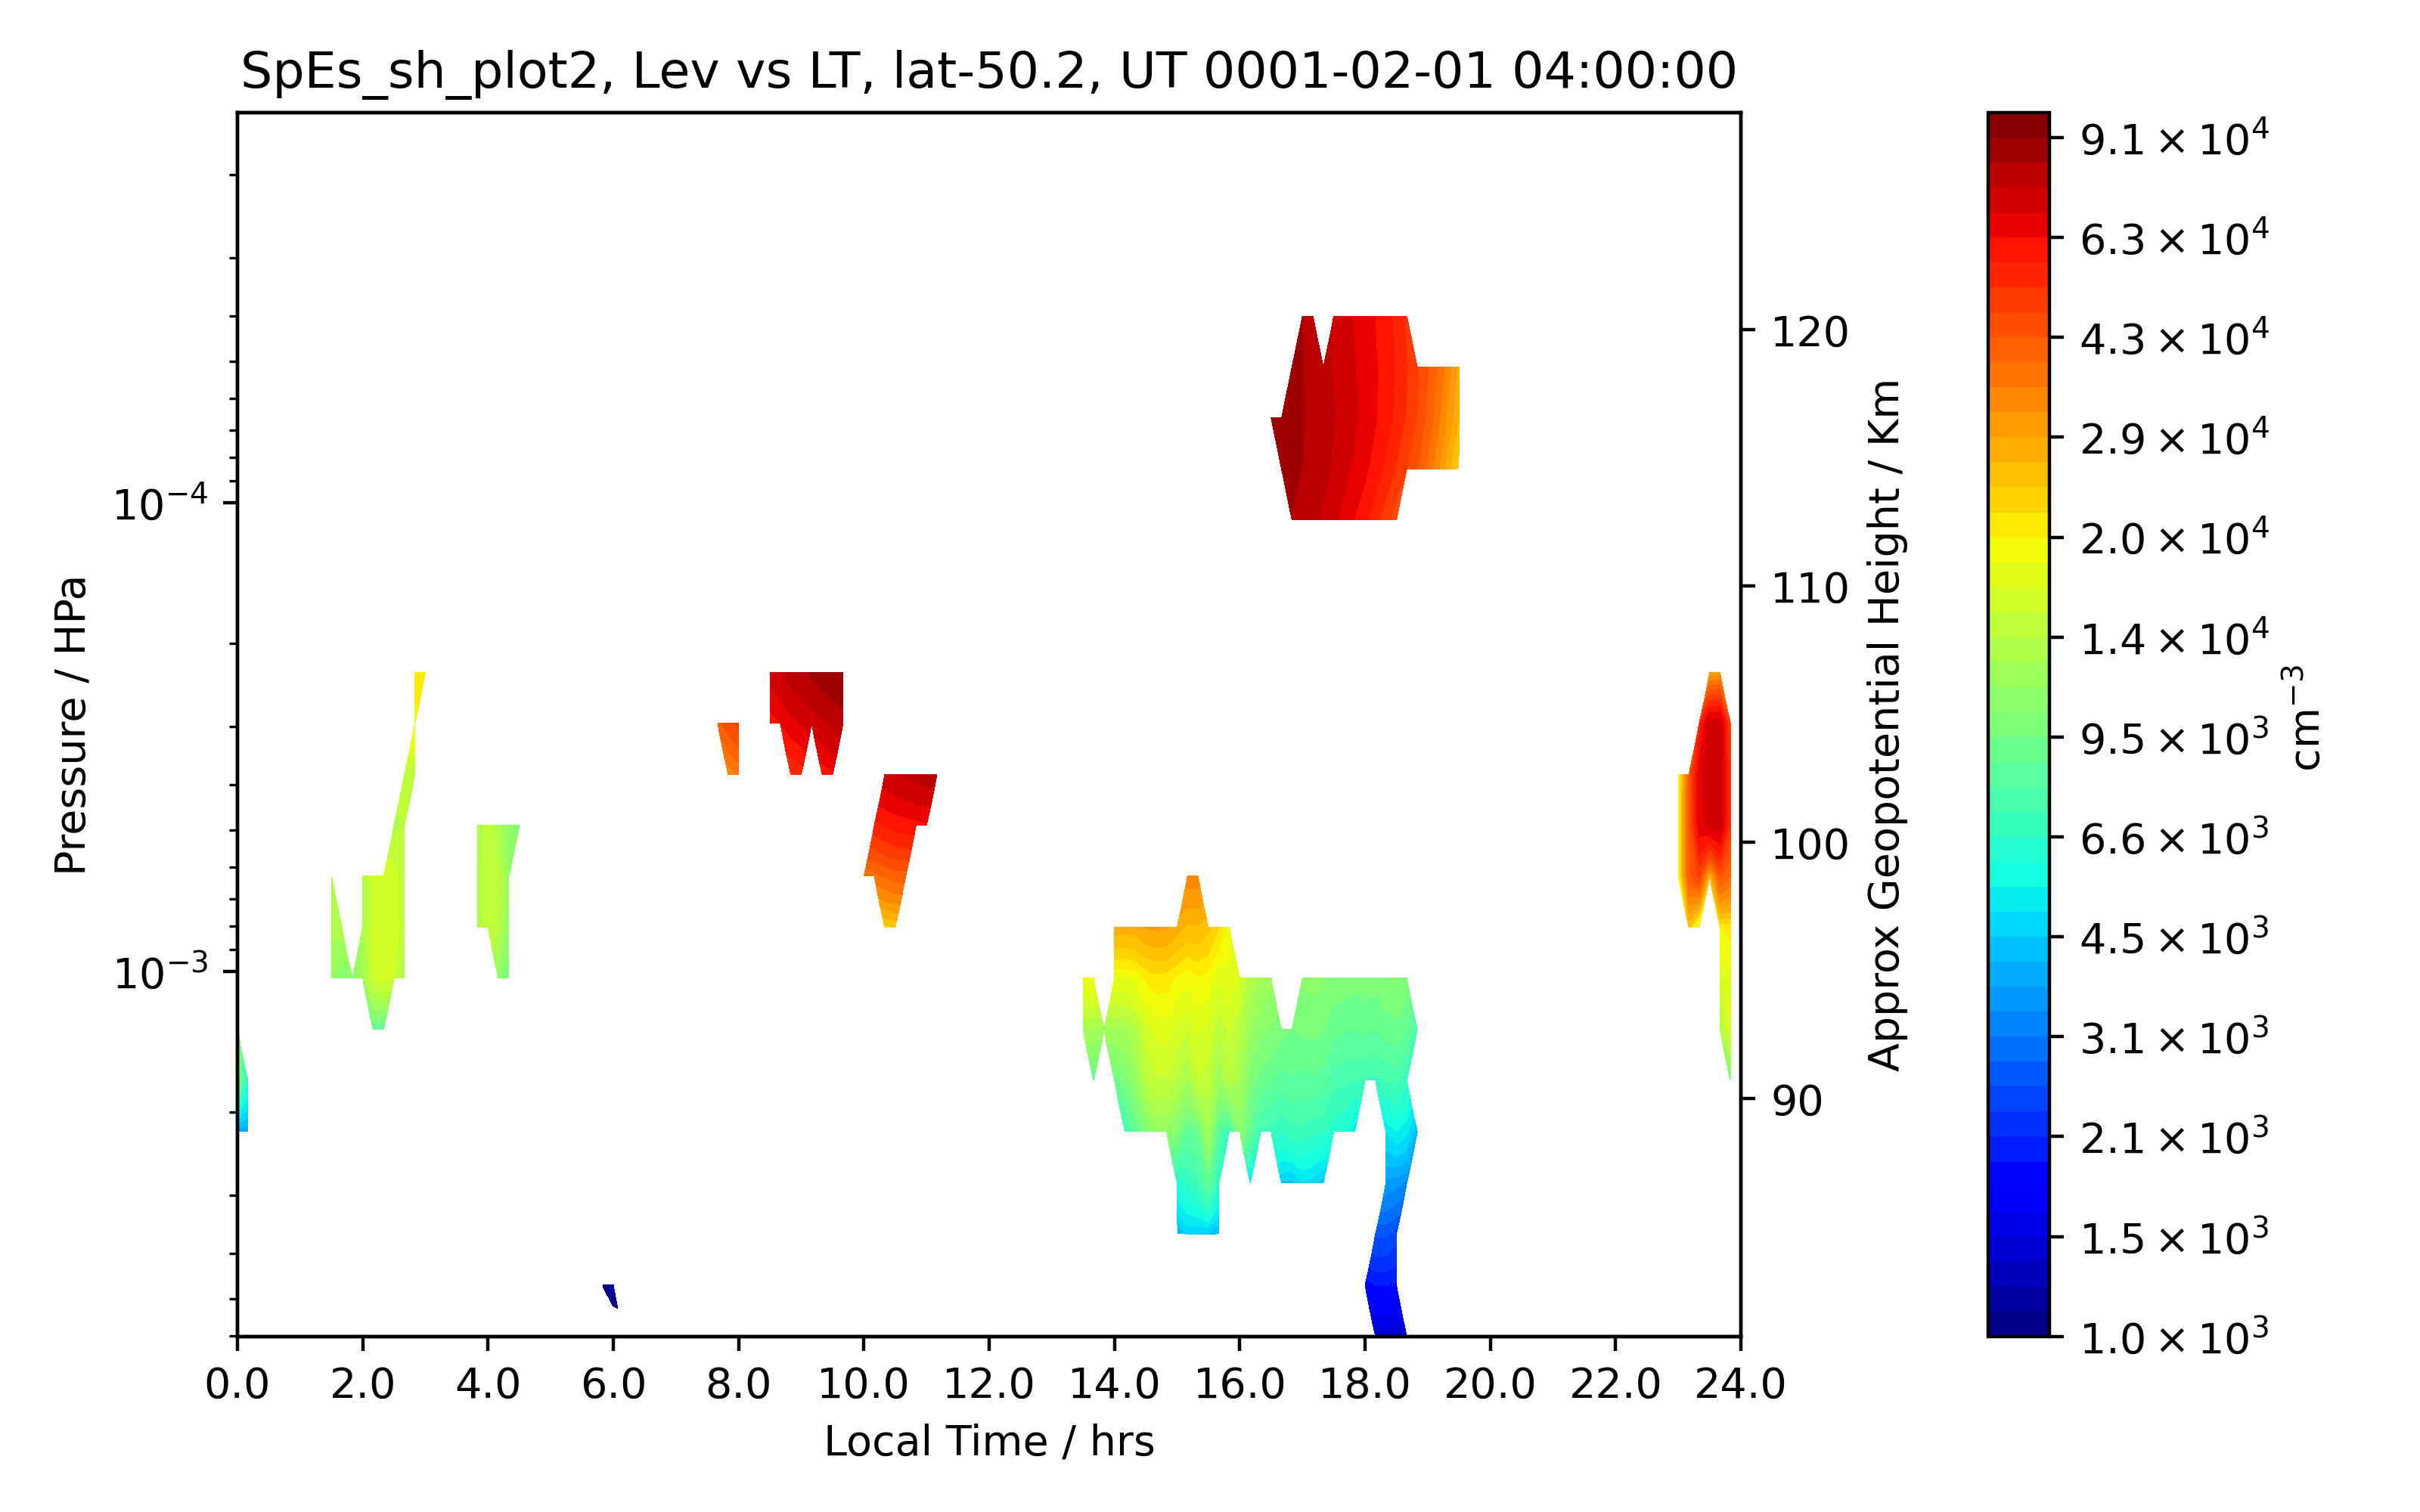 SpEs_sh_plot2, Lev vs LT, lat-50.2, UT 0001-02-01 04:00:00
Pressure / HPa
10⁻⁴
10⁻³
120
110
100
90
Approx Geopotential Height / Km
0.0 2.0 4.0 6.0 8.0 10.0 12.0 14.0 16.0 18.0 20.0 22.0 24.0
Local Time / hrs
9.1 × 10⁴
6.3 × 10⁴
4.3 × 10⁴
2.9 × 10⁴
2.0 × 10⁴
1.4 × 10⁴
9.5 × 10³
6.6 × 10³
4.5 × 10³
3.1 × 10³
2.1 × 10³
1.5 × 10³
1.0 × 10³
cm⁻³